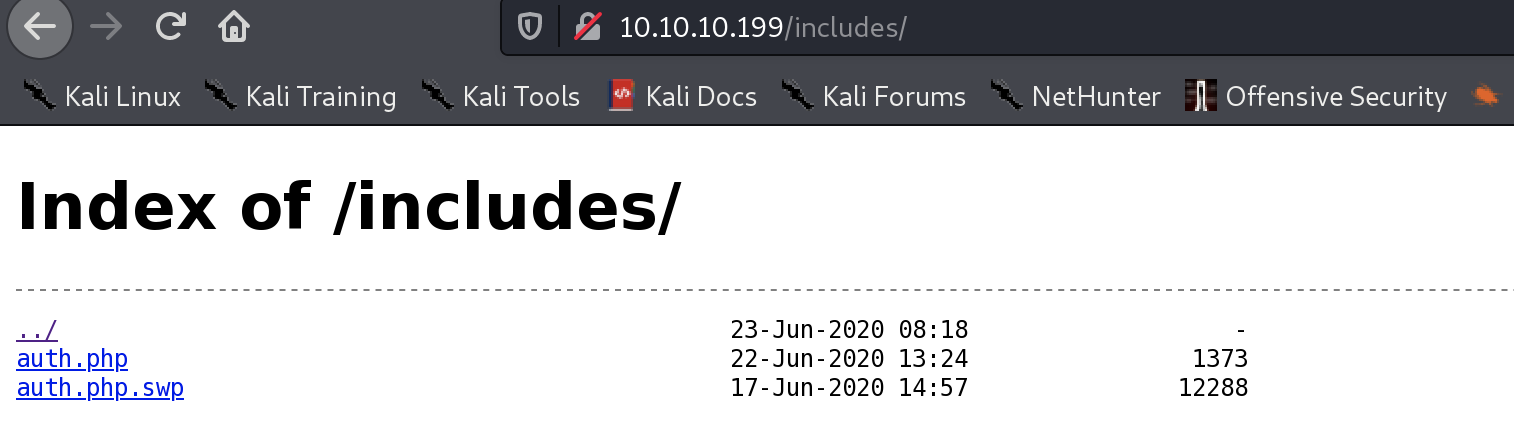 10.10.10.199/includes/
Kali Linux Kali Training Kali Tools Kali Docs Kali Forums NetHunter Offensive Security
Index of /includes/
../ 23-Jun-2020 08:18 -
auth.php 22-Jun-2020 13:24 1373
auth.php.swp 17-Jun-2020 14:57 12288